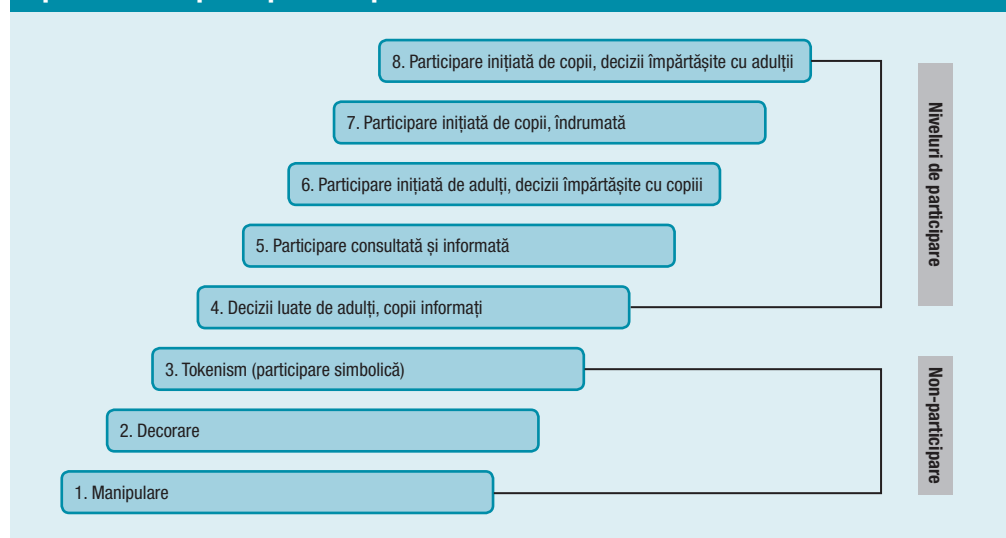 8. Participare inițiată de copii, decizii împărtășite cu adulții
7. Participare inițiată de copii, îndrumată
6. Participare inițiată de adulți, decizii împărtășite cu copiii
5. Participare consultată și informată
4. Decizii luate de adulți, copii informați
3. Tokenism (participare simbolică)
2. Decorare
1. Manipulare
Niveluri de participare
Non-participare